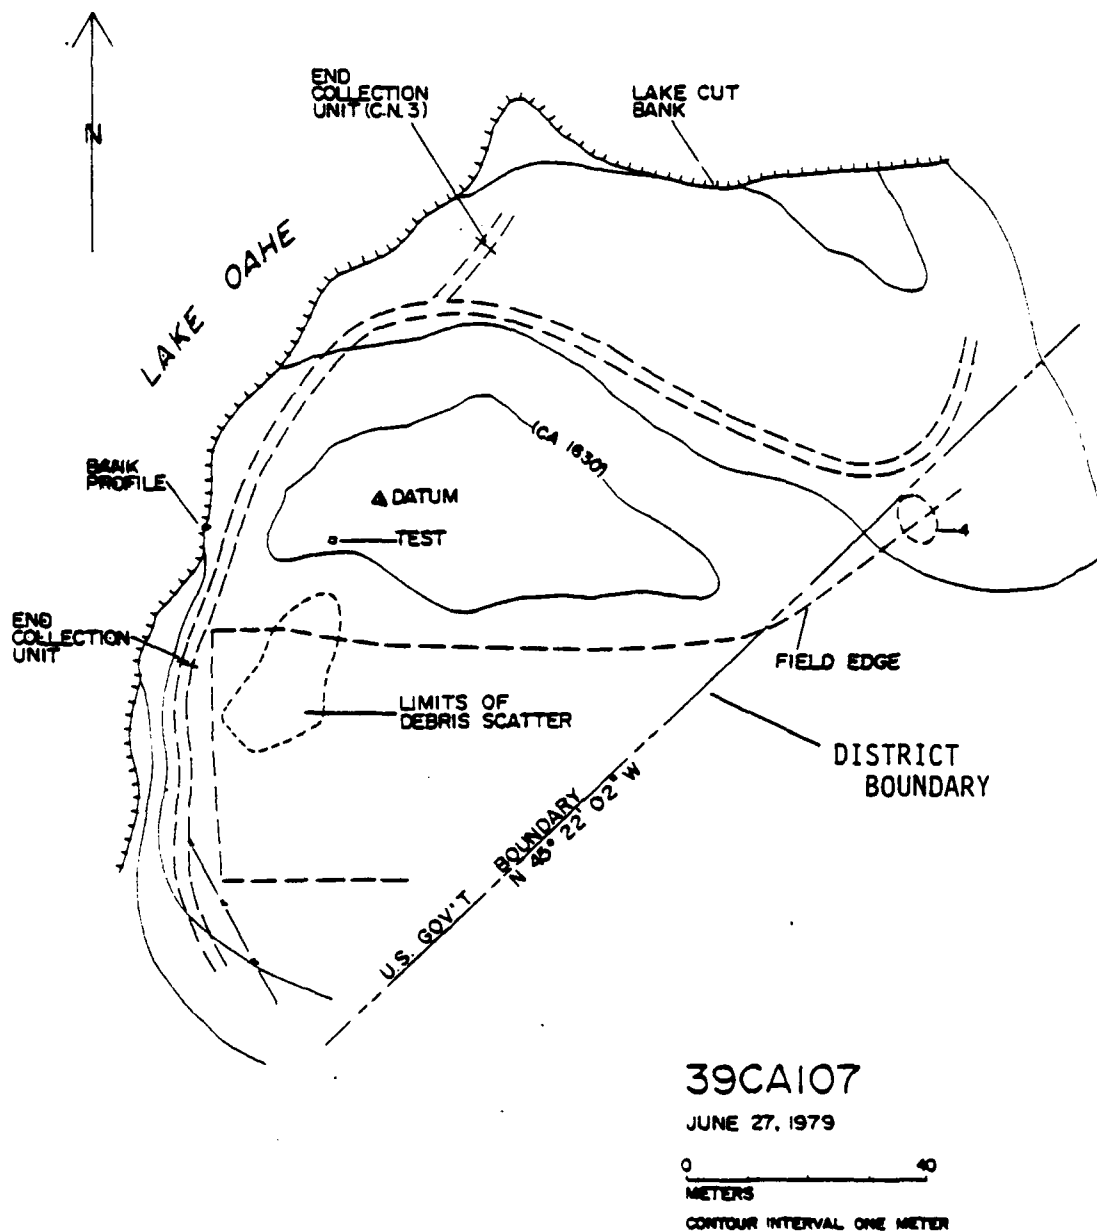 END
COLLECTION
UNIT (C.N. 3)
LAKE CUT
BANK
N
LAKE OAHE
(CA 1630?)
BANK
PROFILE
DATUM
TEST
4
END
COLLECTION
UNIT
FIELD EDGE
LIMITS OF
DEBRIS SCATTER
DISTRICT
BOUNDARY
U.S. GOV'T BOUNDARY
N 45° 22' 02" W
39CA107
JUNE 27, 1979
0 40
METERS
CONTOUR INTERVAL ONE METER